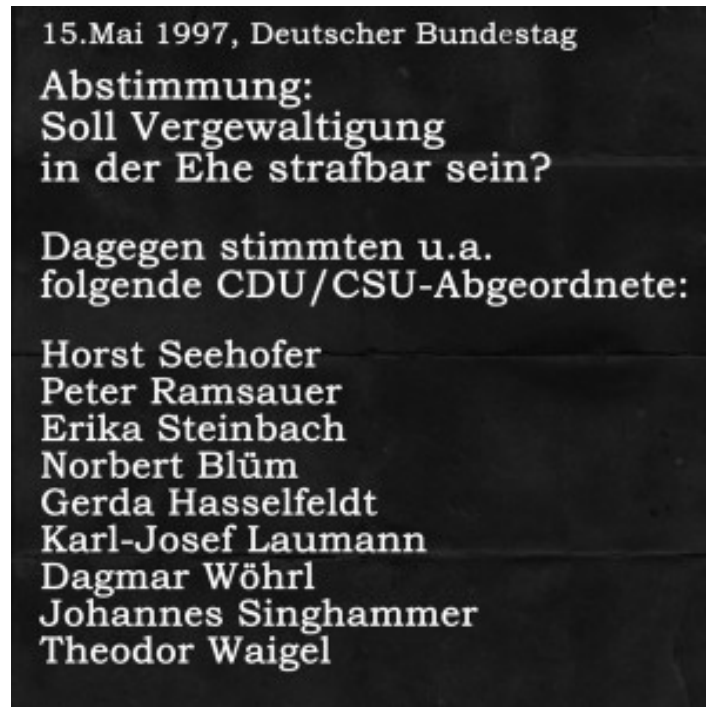 15.Mai 1997, Deutscher Bundestag
Abstimmung:
Soll Vergewaltigung
in der Ehe strafbar sein?
Dagegen stimmten u.a.
folgende CDU/CSU-Abgeordnete:
Horst Seehofer
Peter Ramsauer
Erika Steinbach
Norbert Blüm
Gerda Hasselfeldt
Karl-Josef Laumann
Dagmar Wöhrl
Johannes Singhammer
Theodor Waigel